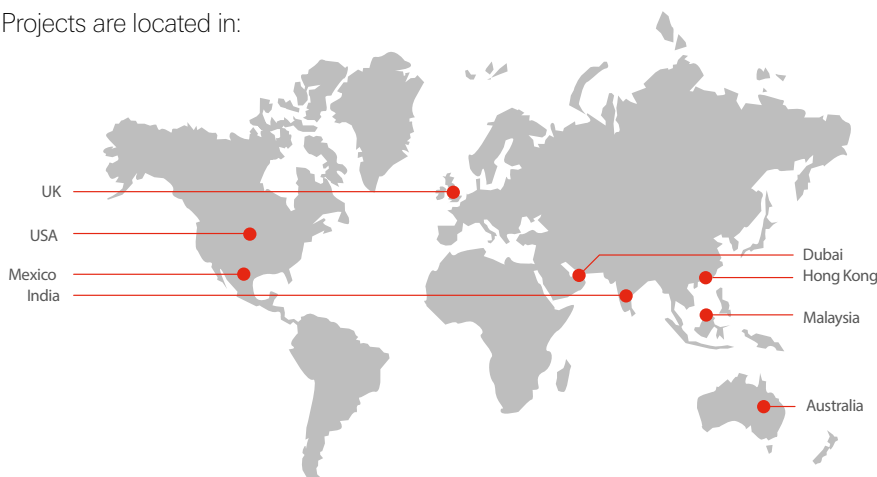 Projects are located in:
UK
USA
Mexico
India
Dubai
Hong Kong
Malaysia
Australia